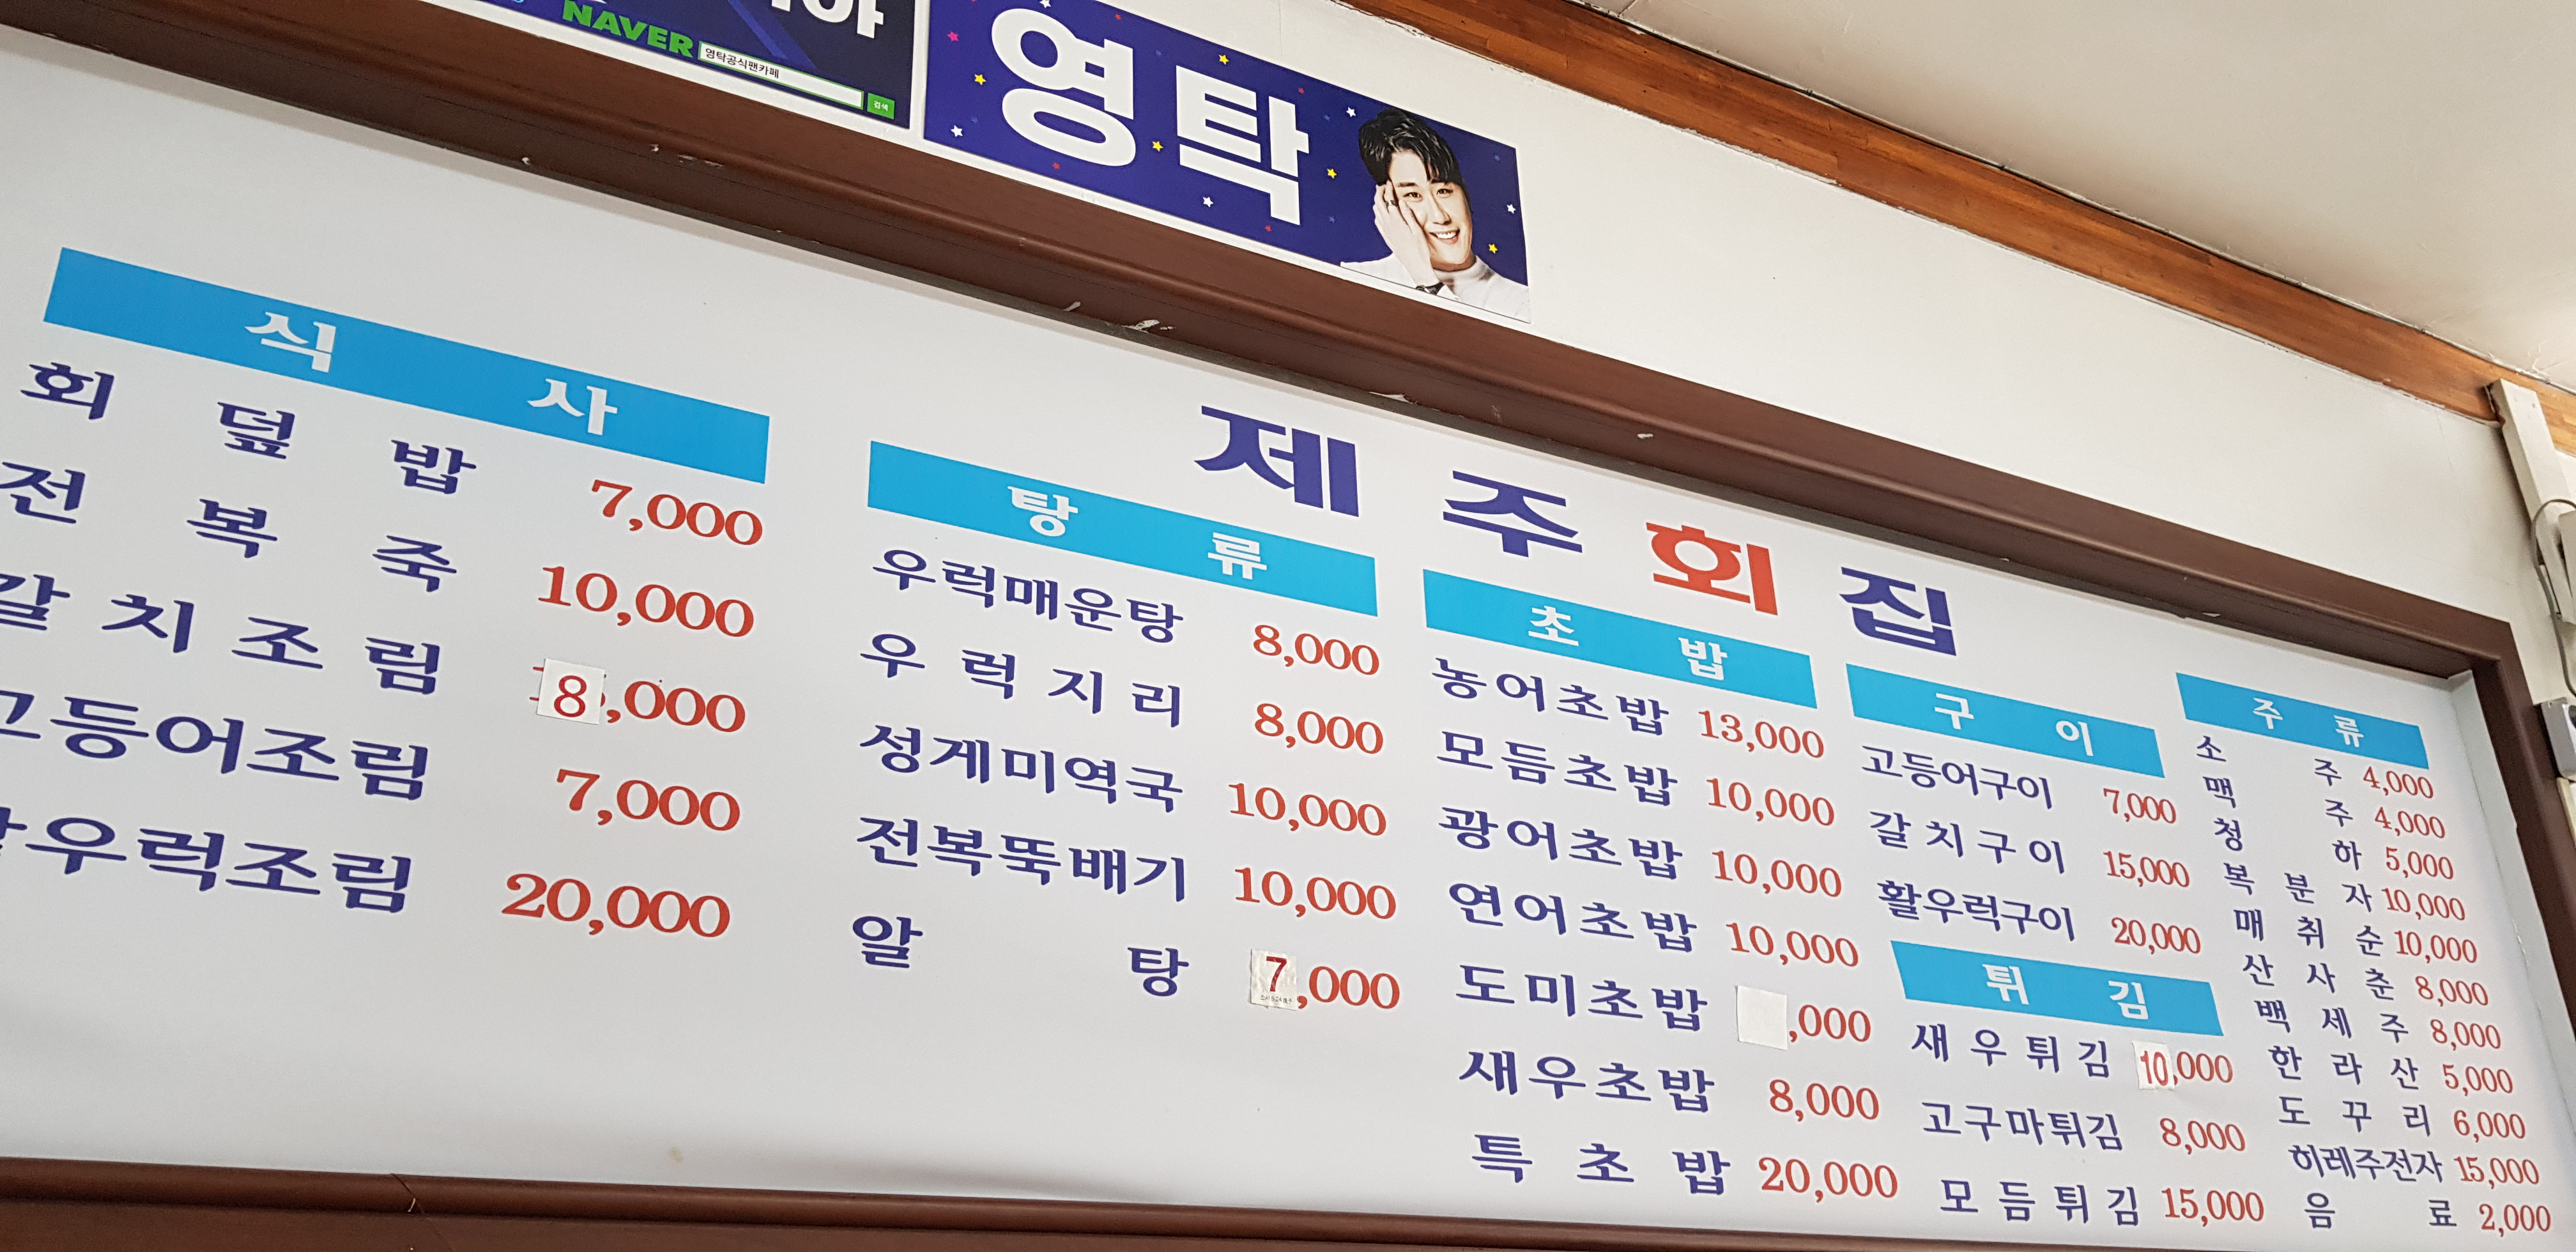 NAVER
영탁공식팬카페
검색
영탁
제주회집
식사
회덮밥 7,000
전복죽 10,000
갈치조림 8,000
고등어조림 7,000
우럭조림 20,000
탕류
우럭매운탕 8,000
우럭지리 8,000
성게미역국 10,000
전복뚝배기 10,000
알탕 7,000
초밥
농어초밥 13,000
모듬초밥 10,000
광어초밥 10,000
연어초밥 10,000
도미초밥 ,000
새우초밥 8,000
특초밥 20,000
구이
고등어구이 7,000
갈치구이 15,000
활우럭구이 20,000
튀김
새우튀김 10,000
고구마튀김 8,000
모듬튀김 15,000
주류
소주 4,000
맥주 4,000
청하 5,000
복분자 10,000
매취순 10,000
산사춘 8,000
백세주 8,000
한라산 5,000
도꾸리 6,000
히레주전자 15,000
음료 2,000